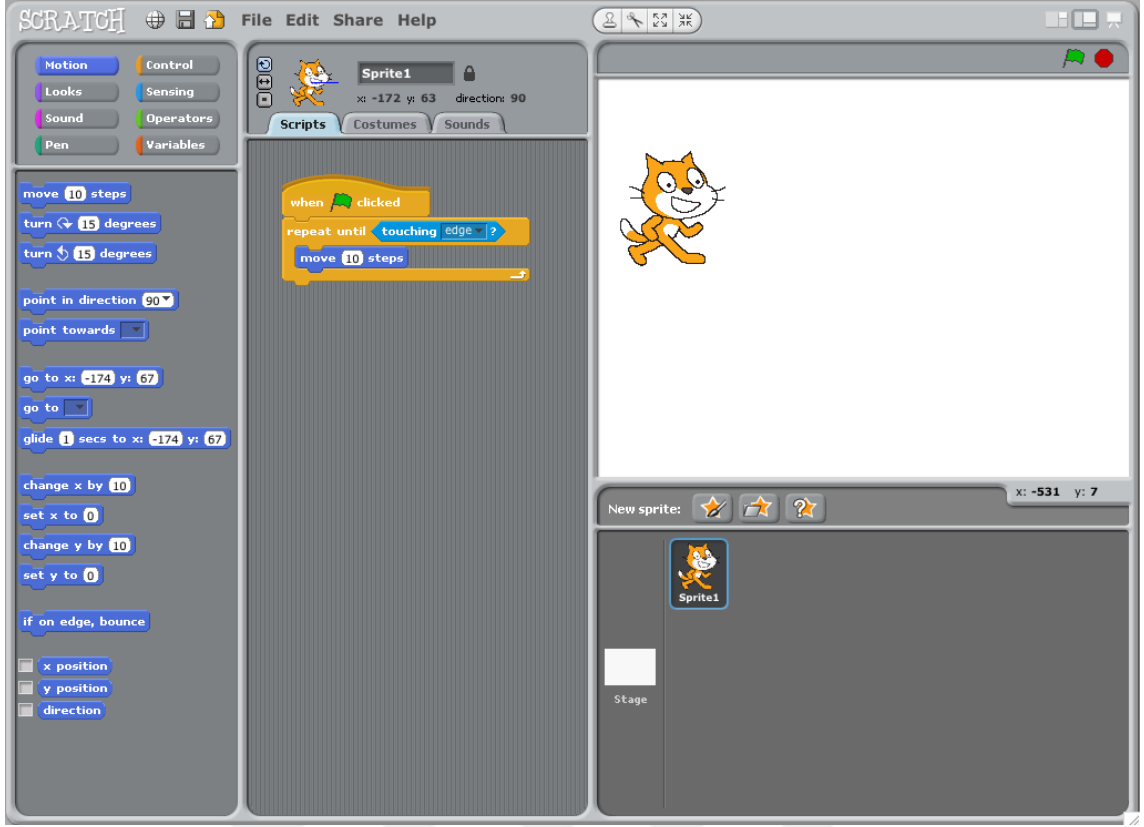 SCRATCH File Edit Share Help
Motion Control
Looks Sensing
Sound Operators
Pen Variables
move 10 steps
turn 15 degrees
turn 15 degrees
point in direction 90
point towards
go to x: -174 y: 67
go to
glide 1 secs to x: -174 y: 67
change x by 10
set x to 0
change y by 10
set y to 0
if on edge, bounce
x position
y position
direction
Sprite1
x: -172 y: 63 direction: 90
Scripts Costumes Sounds
when clicked
repeat until touching edge ?
move 10 steps
x: -531 y: 7
New sprite:
Sprite1
Stage